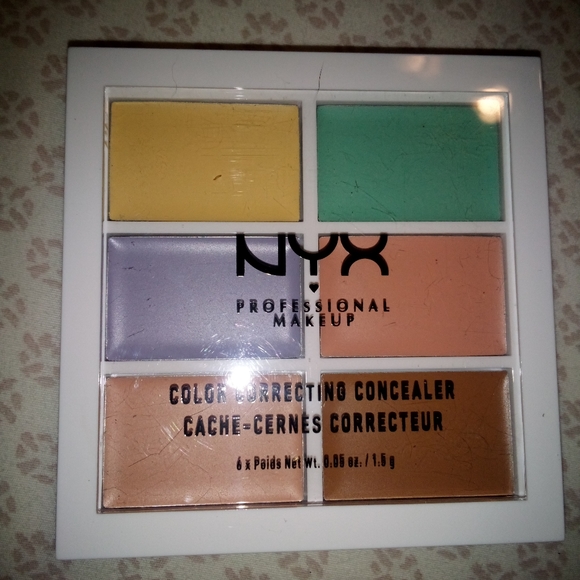 NYX
PROFESSIONAL
MAKEUP
COLOR CORRECTING CONCEALER
CACHE-CERNES CORRECTEUR
6 x Poids Net Wt. 0.05 oz. / 1.5 g